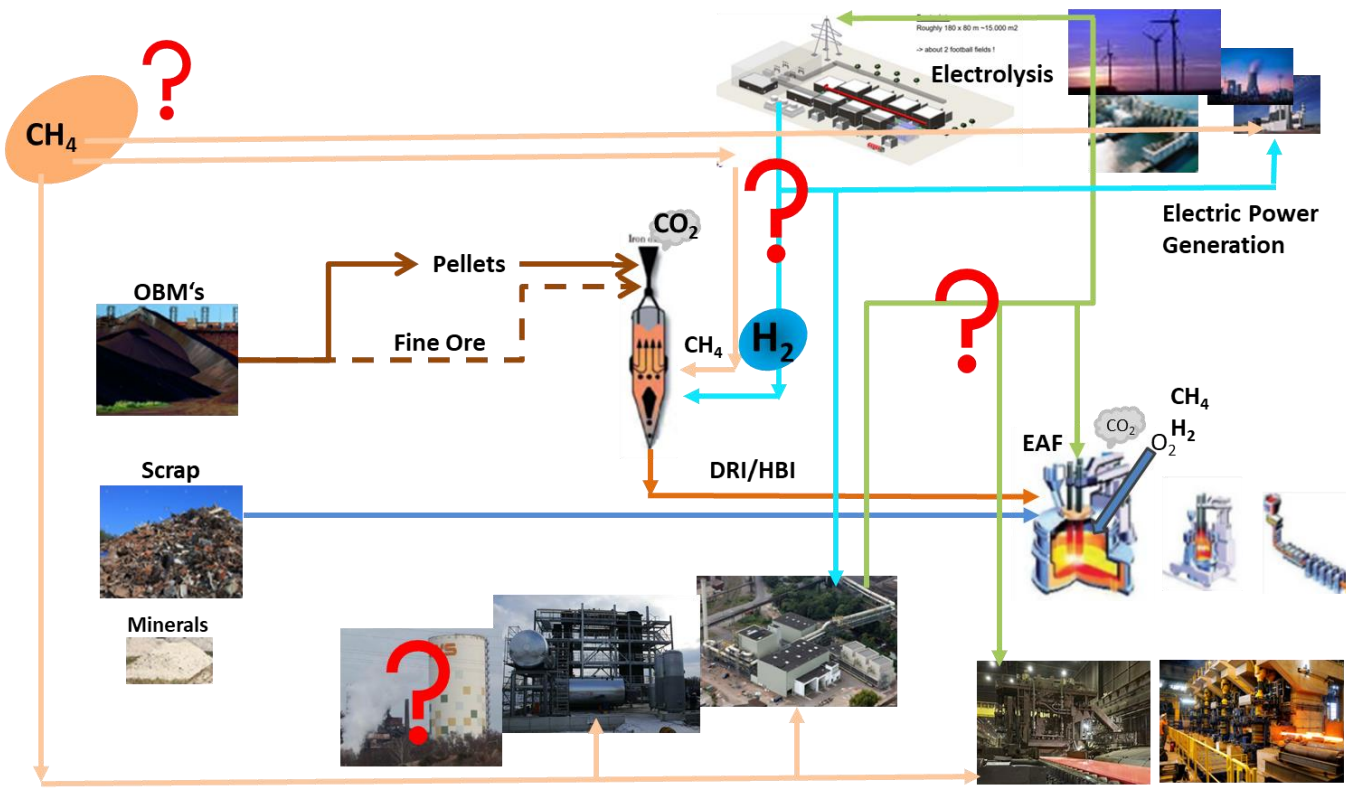 Roughly 180 x 80 m ~15.000 m2
-> about 2 football fields !
Electrolysis
?
CH4
?
Electric Power
Generation
CO2
Iron o
Pellets
OBM‘s
Fine Ore
CH4
H2
?
CH4
H2
O2
CO2
EAF
Scrap
DRI/HBI
Minerals
?